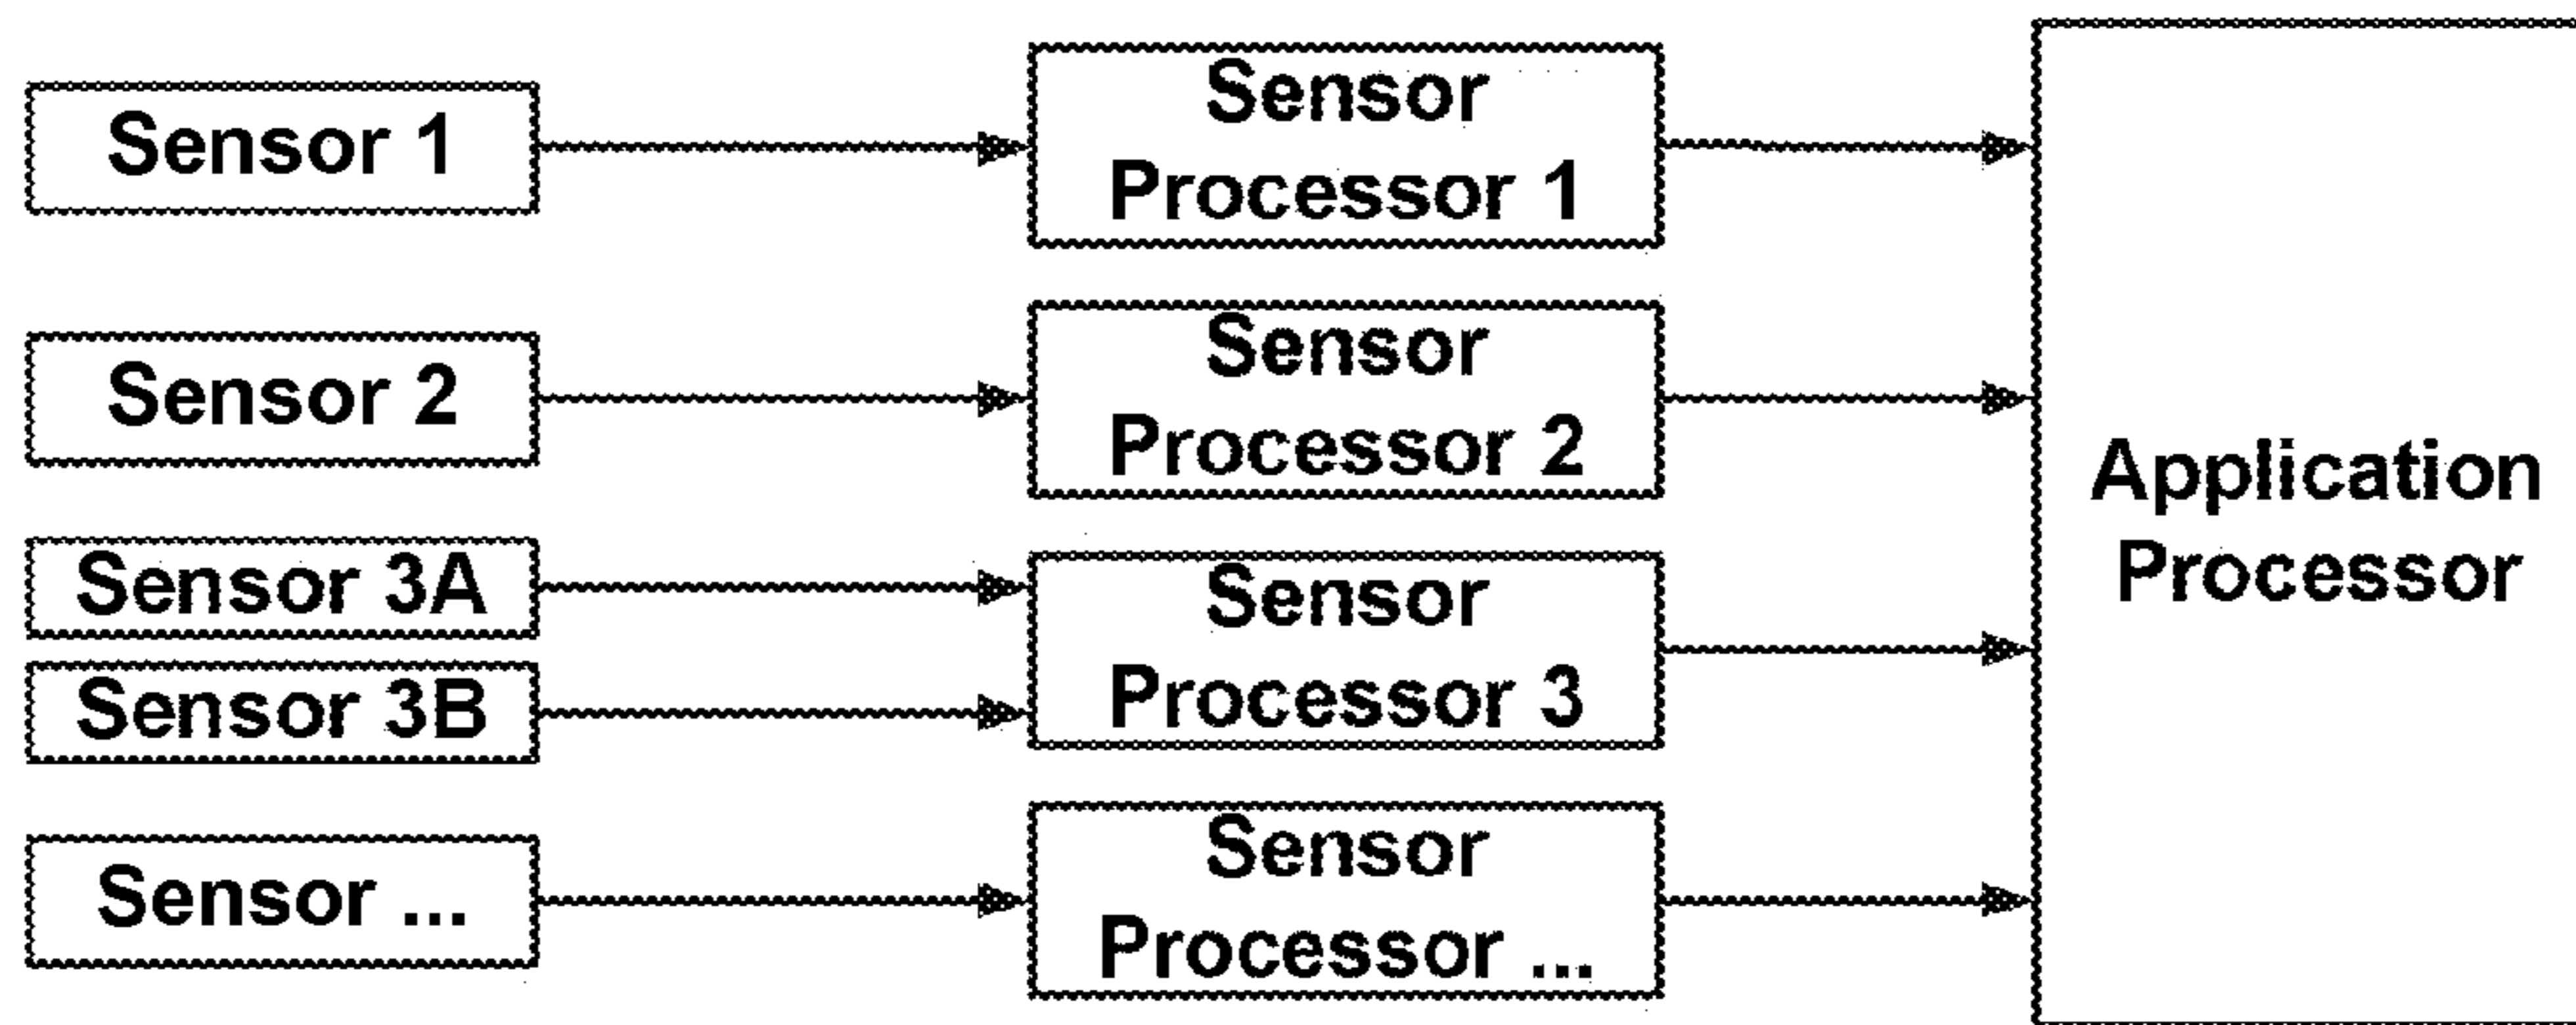 Sensor 1
Sensor
Processor 1
Sensor 2
Sensor
Processor 2
Sensor 3A
Sensor 3B
Sensor
Processor 3
Sensor ...
Sensor
Processor ...
Application
Processor